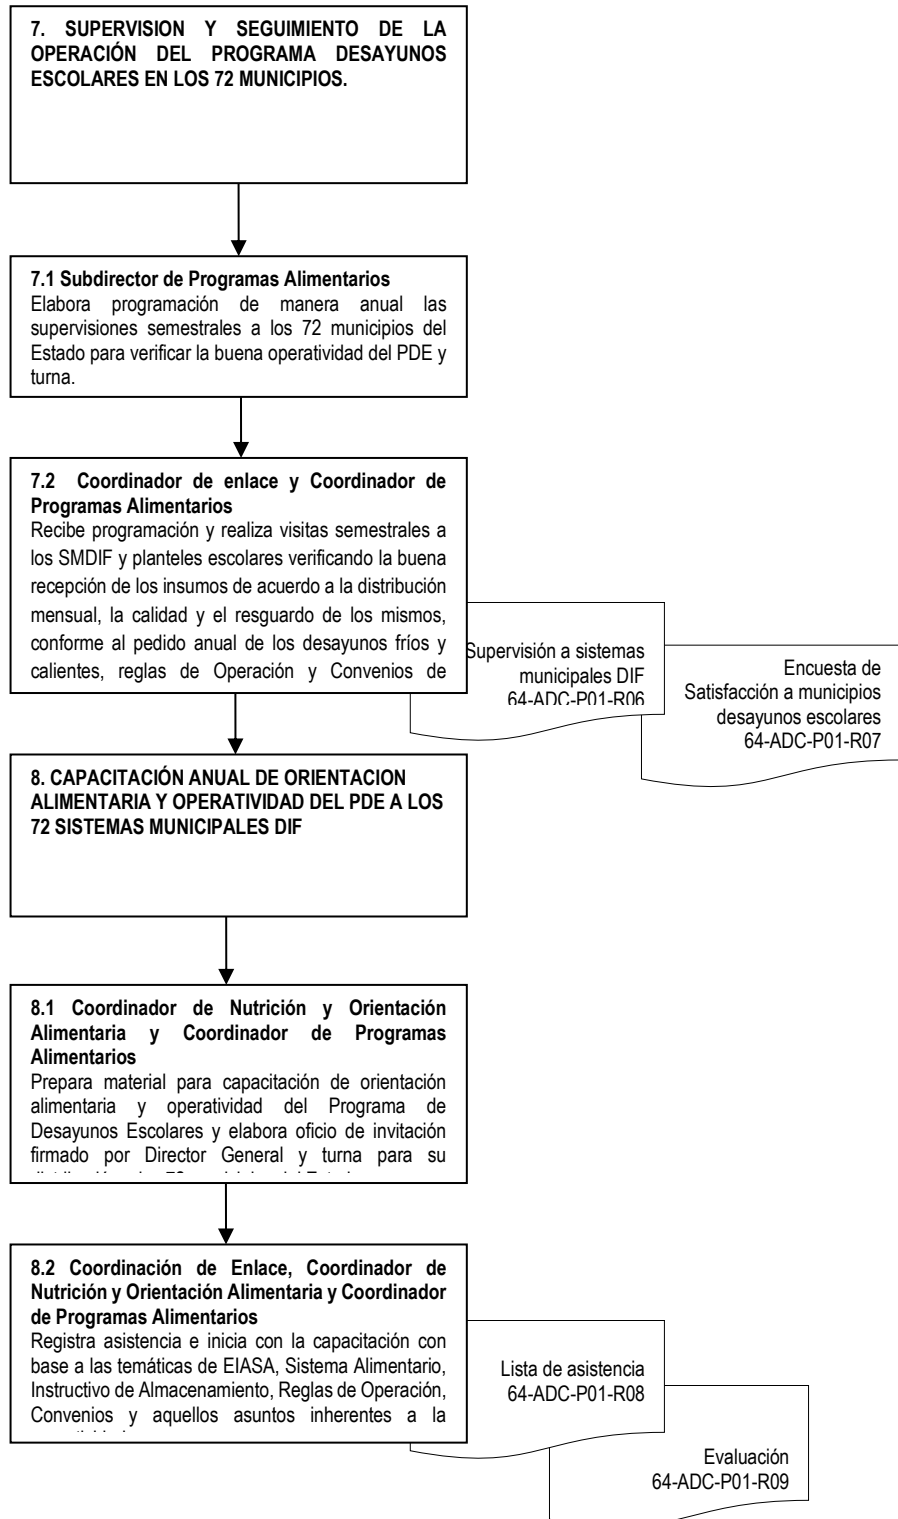 7. SUPERVISION Y SEGUIMIENTO DE LA
OPERACIÓN DEL PROGRAMA DESAYUNOS
ESCOLARES EN LOS 72 MUNICIPIOS.
7.1 Subdirector de Programas Alimentarios
Elabora programación de manera anual las
supervisiones semestrales a los 72 municipios del
Estado para verificar la buena operatividad del PDE y
turna.
7.2 Coordinador de enlace y Coordinador de
Programas Alimentarios
Recibe programación y realiza visitas semestrales a
los SMDIF y planteles escolares verificando la buena
recepción de los insumos de acuerdo a la distribución
mensual, la calidad y el resguardo de los mismos,
conforme al pedido anual de los desayunos fríos y
calientes, reglas de Operación y Convenios de
Supervisión a sistemas
municipales DIF
64-ADC-P01-R06
Encuesta de
Satisfacción a municipios
desayunos escolares
64-ADC-P01-R07
8. CAPACITACIÓN ANUAL DE ORIENTACION
ALIMENTARIA Y OPERATIVIDAD DEL PDE A LOS
72 SISTEMAS MUNICIPALES DIF
8.1 Coordinador de Nutrición y Orientación
Alimentaria y Coordinador de Programas
Alimentarios
Prepara material para capacitación de orientación
alimentaria y operatividad del Programa de
Desayunos Escolares y elabora oficio de invitación
firmado por Director General y turna para su
8.2 Coordinación de Enlace, Coordinador de
Nutrición y Orientación Alimentaria y Coordinador
de Programas Alimentarios
Registra asistencia e inicia con la capacitación con
base a las temáticas de EIASA, Sistema Alimentario,
Instructivo de Almacenamiento, Reglas de Operación,
Convenios y aquellos asuntos inherentes a la
Lista de asistencia
64-ADC-P01-R08
Evaluación
64-ADC-P01-R09